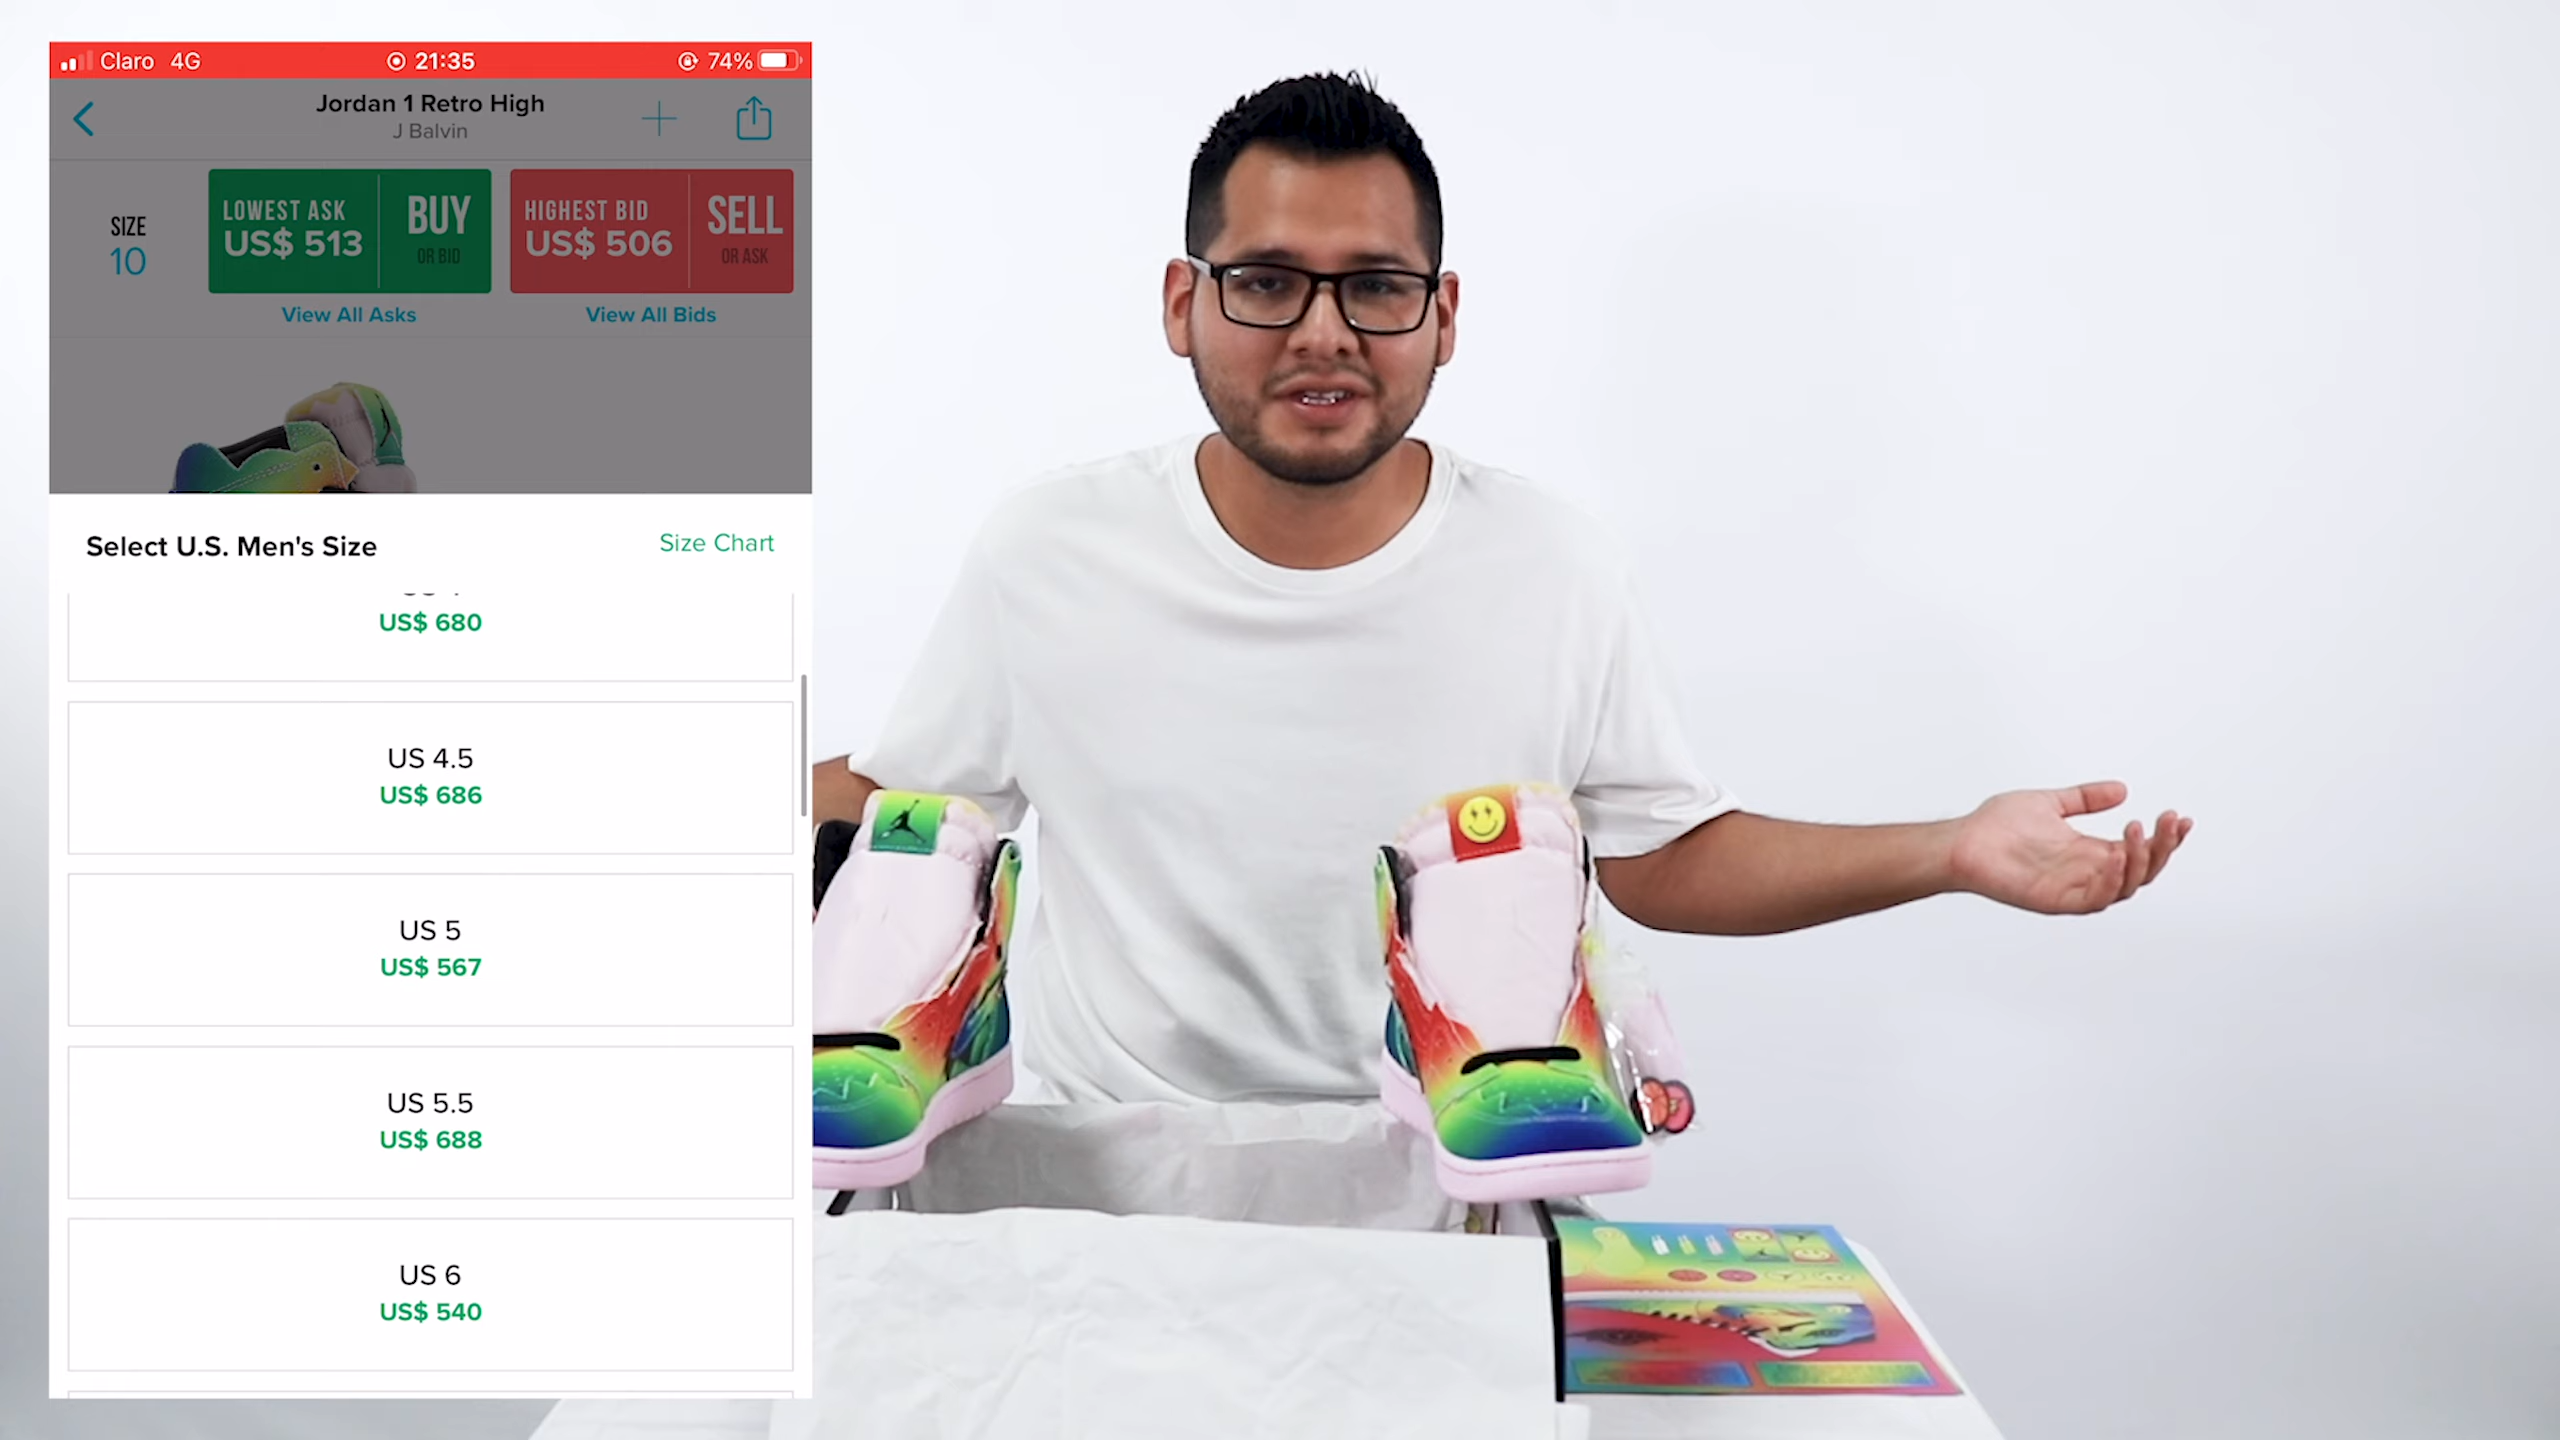 Claro 4G
21:35
74%
Jordan 1 Retro High
J Balvin
SIZE
10
LOWEST ASK
US$ 513
BUY
OR BID
HIGHEST BID
US$ 506
SELL
OR ASK
View All Asks
View All Bids
Select U.S. Men's Size
Size Chart
US$ 680
US 4.5
US$ 686
US 5
US$ 567
US 5.5
US$ 688
US 6
US$ 540